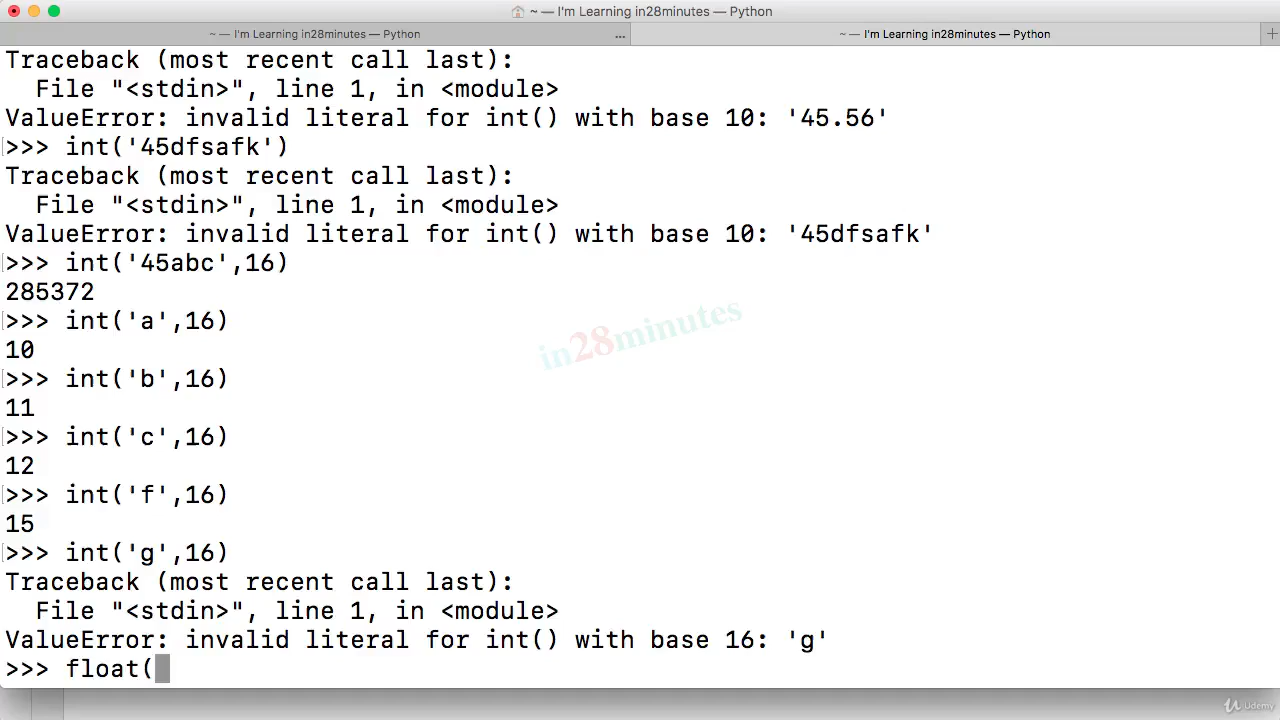 ~ — I'm Learning in28minutes — Python
~ — I'm Learning in28minutes — Python ...
~ — I'm Learning in28minutes — Python +
Traceback (most recent call last):
  File "<stdin>", line 1, in <module>
ValueError: invalid literal for int() with base 10: '45.56'
>>> int('45dfsafk')
Traceback (most recent call last):
  File "<stdin>", line 1, in <module>
ValueError: invalid literal for int() with base 10: '45dfsafk'
>>> int('45abc',16)
285372
>>> int('a',16)
10
>>> int('b',16)
11
>>> int('c',16)
12
>>> int('f',16)
15
>>> int('g',16)
Traceback (most recent call last):
  File "<stdin>", line 1, in <module>
ValueError: invalid literal for int() with base 16: 'g'
>>> float(
in28minutes
Udemy